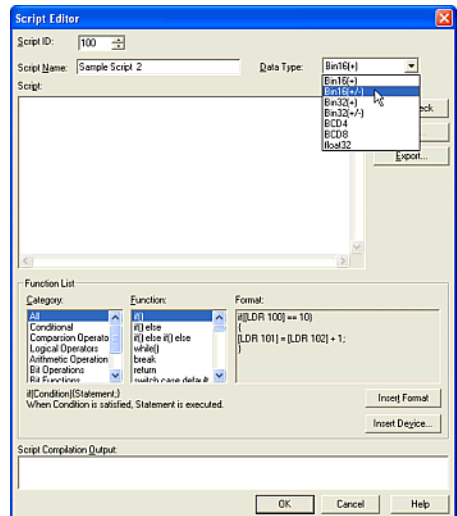 Script Editor
Script ID: 100
Script Name: Sample Script 2 Data Type: Bin16(+)
Bin16(+)
Bin16(+/-)
Bin32(+)
Bin32(+/-)
BCD4
BCD8
float32
Script:
Export...
Function List
Category: Function: Format:
All
Conditional
Comparsion Operato
Logical Operators
Arithmetic Operation
Bit Operations
Bit Functions
if()
if() else
if() else if() else
while()
break
return
switch case default
if([LDR 100] == 10)
{
[LDR 101] = [LDR 102] + 1;
}
if(Condition){Statement;}
When Condition is satisfied, Statement is executed.
Insert Format
Insert Device...
Script Compilation Output:
OK Cancel Help